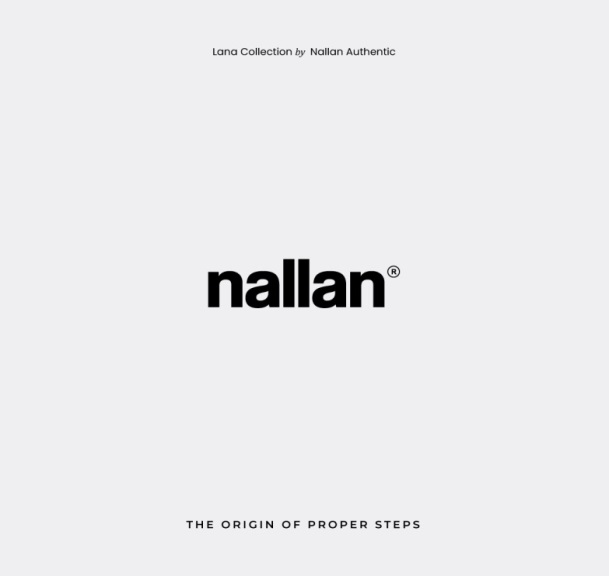 Lana Collection by Nallan Authentic
nallan®
THE ORIGIN OF PROPER STEPS